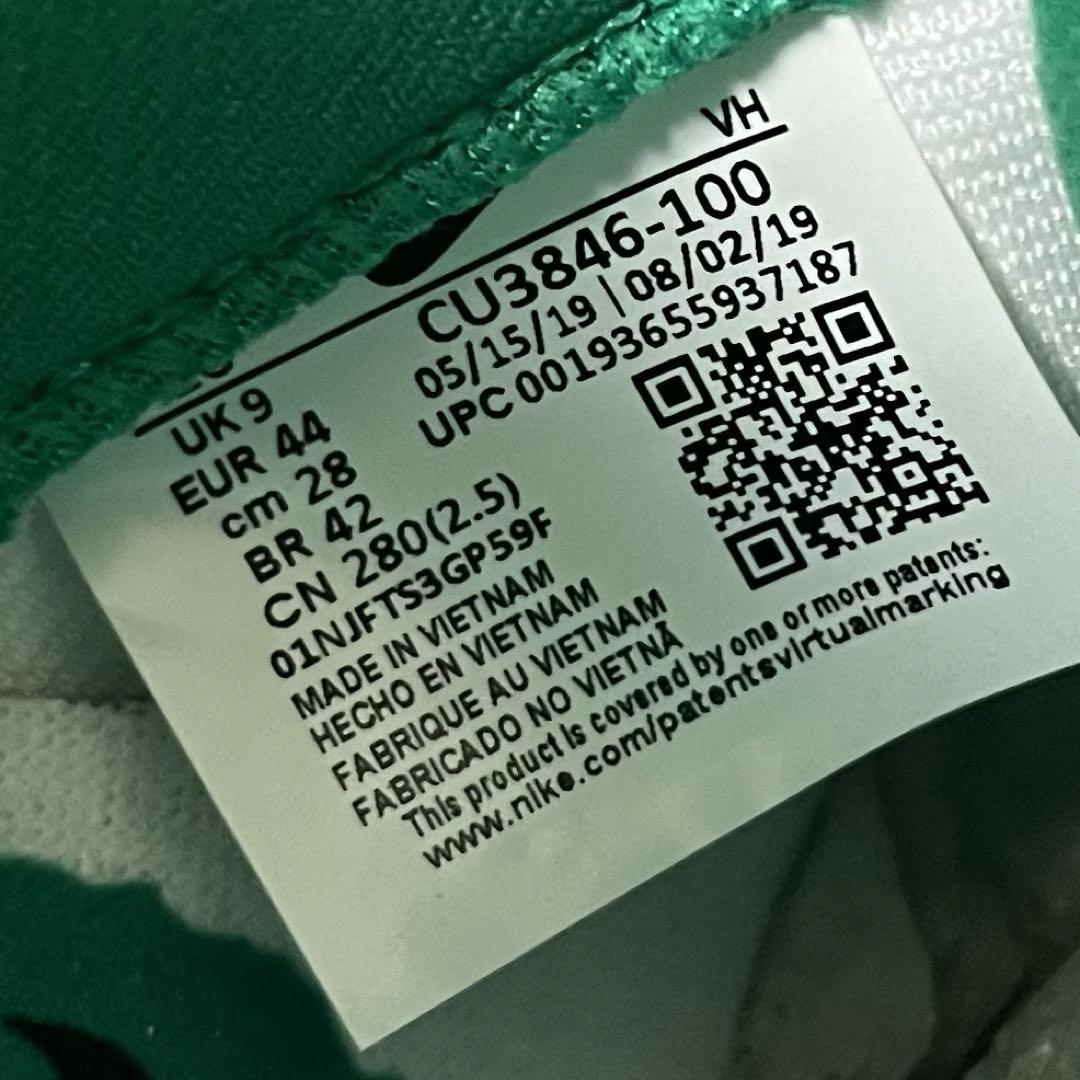 VH
CU3846-100
05/15/19 | 08/02/19
UPC 00193655937187
UK 9
EUR 44
cm 28
BR 42
CN 280(2.5)
01NJFTS3GP59F
MADE IN VIETNAM
HECHO EN VIETNAM
FABRIQUE AU VIETNAM
FABRICADO NO VIETNÃ
This product is covered by one or more patents:
www.nike.com/patentsvirtualmarking